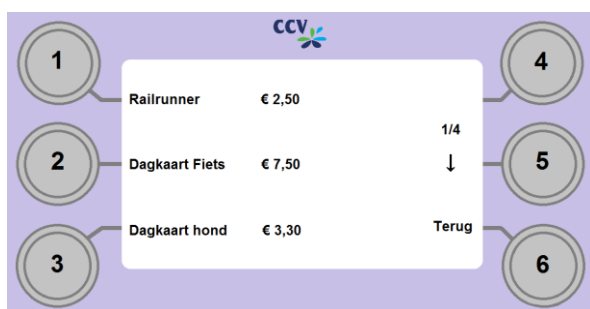 CCV
1
4
Railrunner € 2,50
1/4
2
Dagkaart Fiets € 7,50
↓
5
Dagkaart hond € 3,30
Terug
3
6